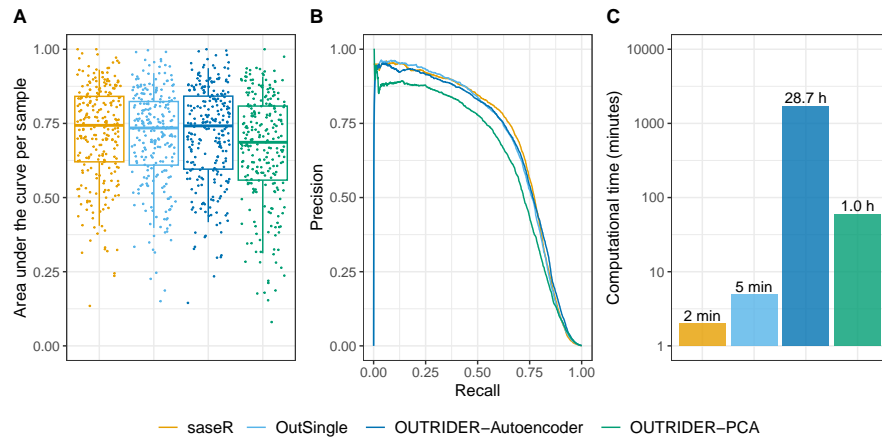 A
B
C
Area under the curve per sample
1.00
0.75
0.50
0.25
0.00
Precision
1.00
0.75
0.50
0.25
0.00
0.00 0.25 0.50 0.75 1.00
Recall
Computational time (minutes)
10000
1000
100
10
1
2 min
5 min
28.7 h
1.0 h
saseR OutSingle OUTRIDER−Autoencoder OUTRIDER−PCA